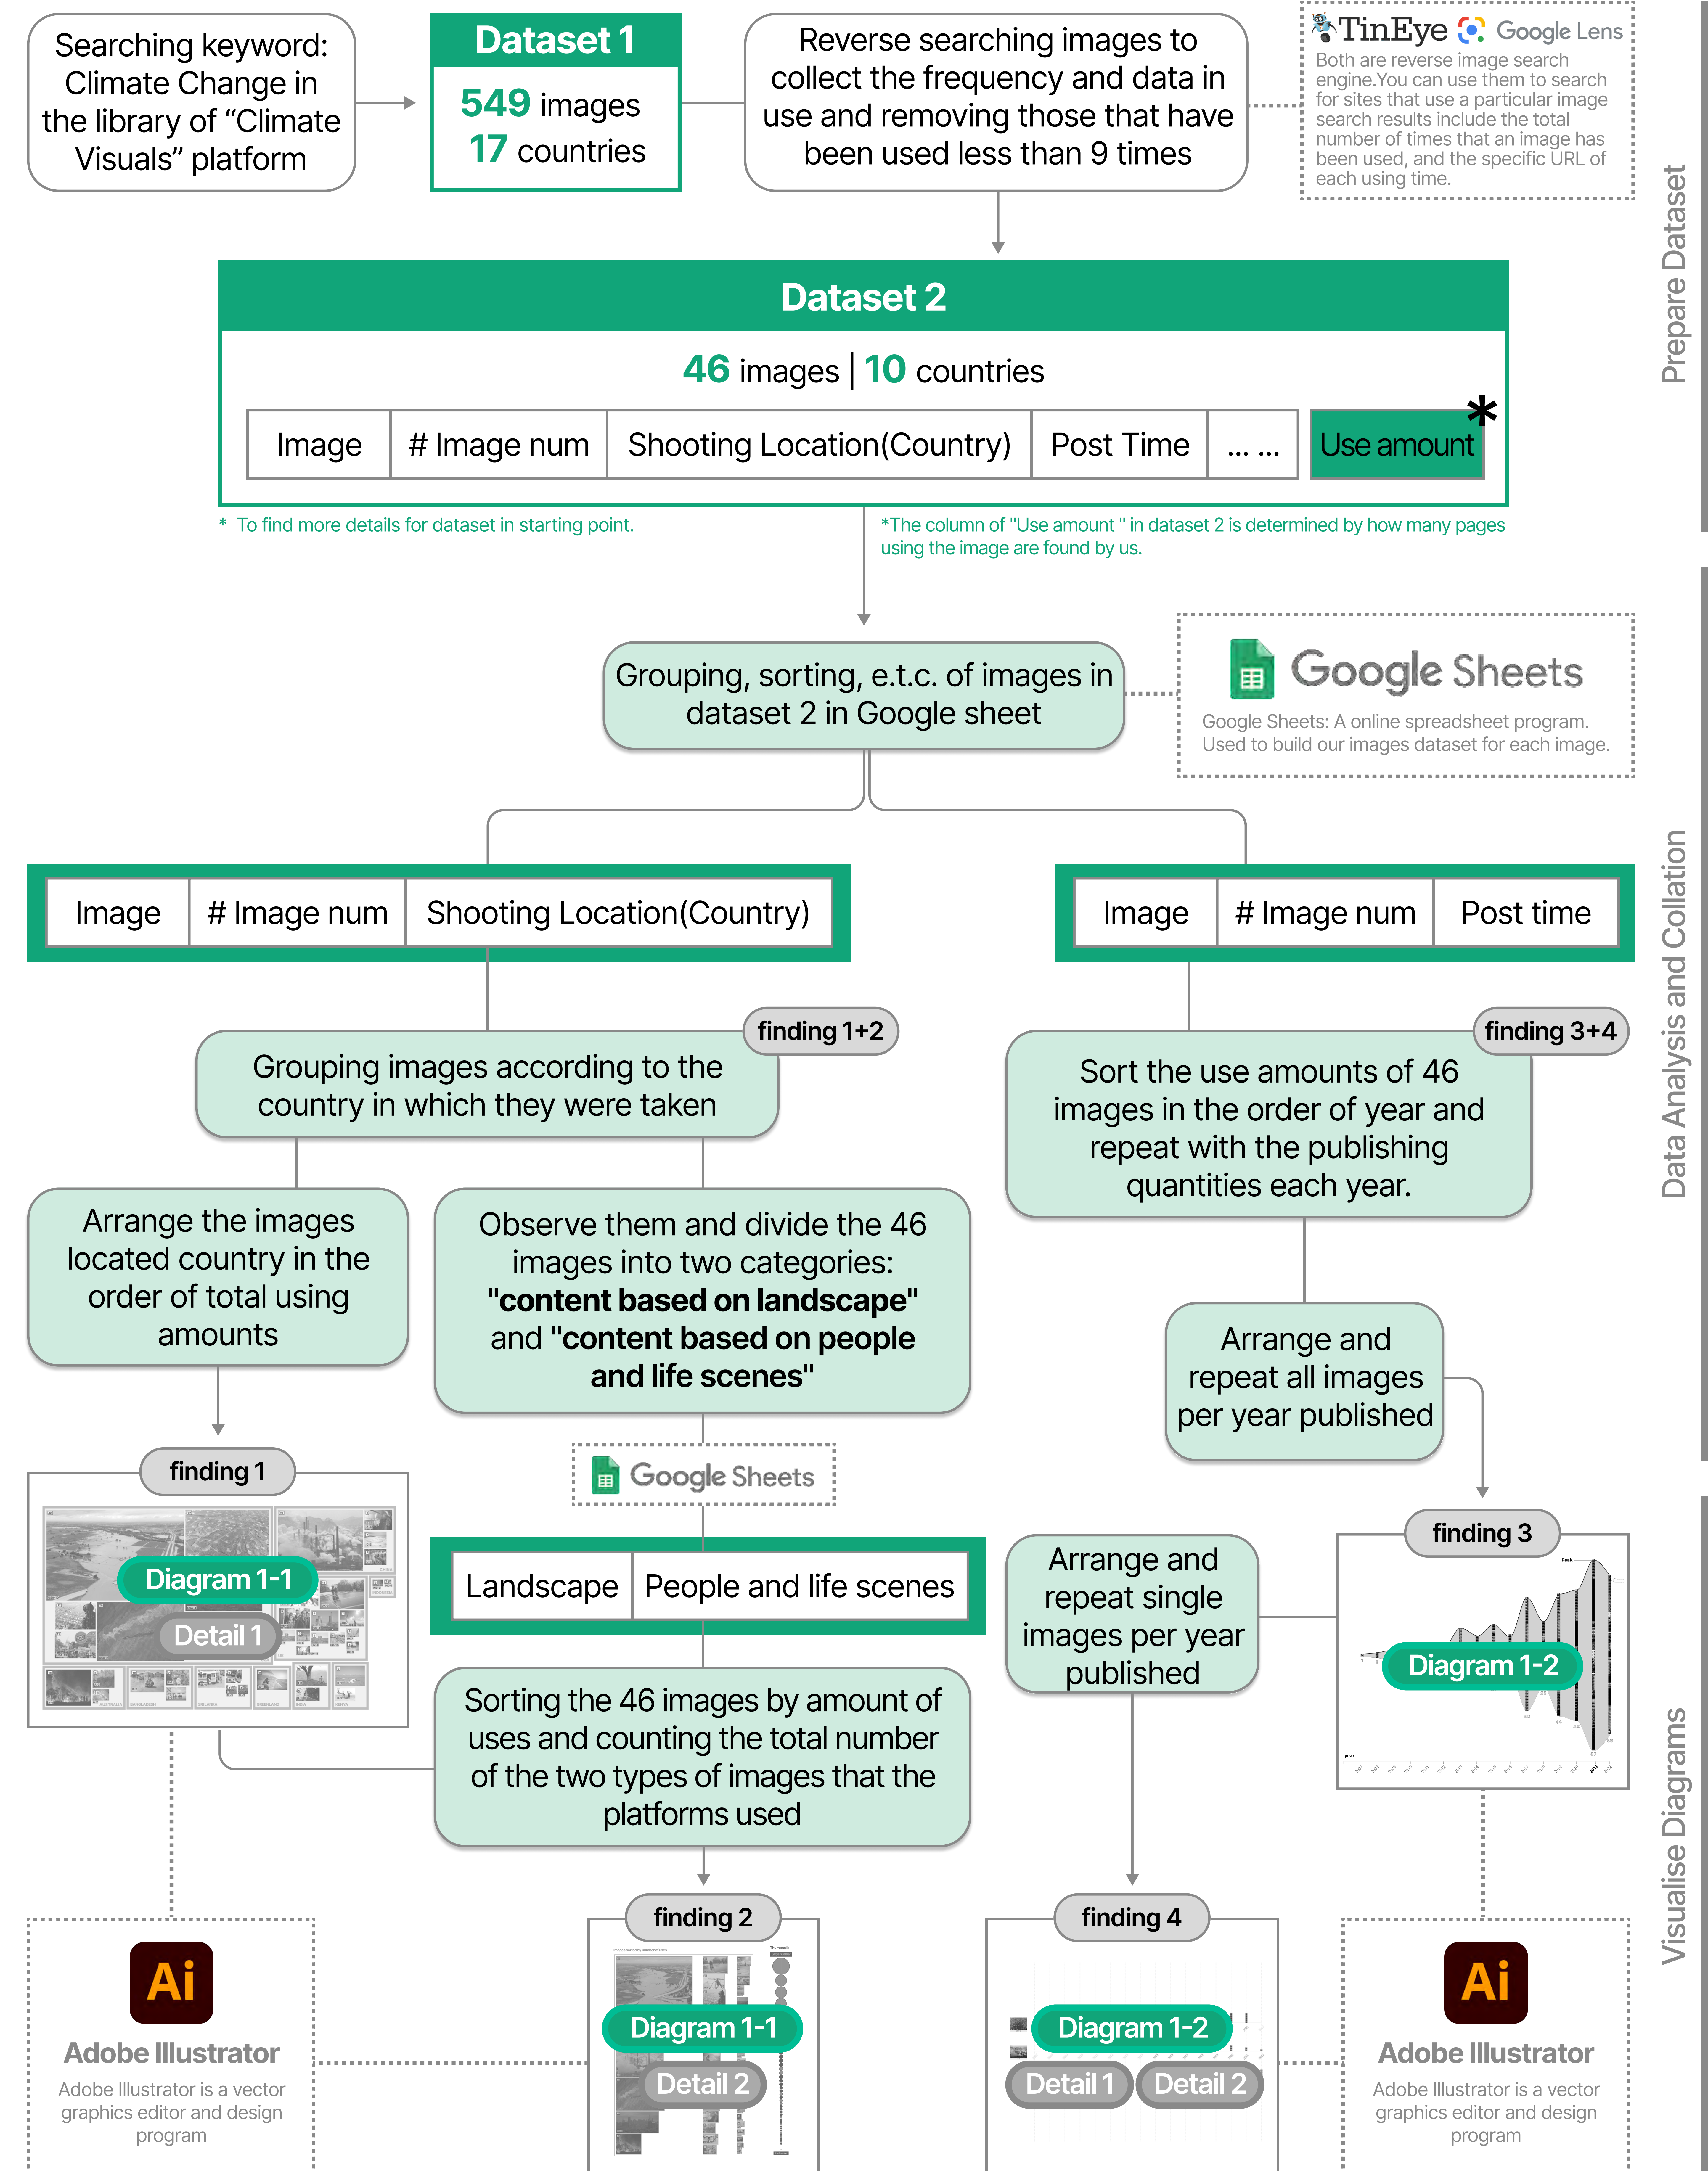 Searching keyword:
Climate Change in
the library of “Climate
Visuals” platform
Dataset 1
549 images
17 countries
Reverse searching images to
collect the frequency and data in
use and removing those that have
been used less than 9 times
TinEye Google Lens
Both are reverse image search
engine.You can use them to search
for sites that use a particular image
search results include the total
number of times that an image has
been used, and the specific URL of
each using time.
Prepare Dataset
Dataset 2
46 images | 10 countries
Image
# Image num
Shooting Location(Country)
Post Time
... ...
Use amount
*
* To find more details for dataset in starting point.
*The column of "Use amount " in dataset 2 is determined by how many pages
using the image are found by us.
Grouping, sorting, e.t.c. of images in
dataset 2 in Google sheet
Google Sheets
Google Sheets: A online spreadsheet program.
Used to build our images dataset for each image.
Data Analysis and Collation
Image
# Image num
Shooting Location(Country)
Image
# Image num
Post time
finding 1+2
Grouping images according to the
country in which they were taken
finding 3+4
Sort the use amounts of 46
images in the order of year and
repeat with the publishing
quantities each year.
Arrange the images
located country in the
order of total using
amounts
Observe them and divide the 46
images into two categories:
"content based on landscape"
and "content based on people
and life scenes"
Arrange and
repeat all images
per year published
finding 1
Diagram 1-1
Detail 1
Google Sheets
Landscape
People and life scenes
Arrange and
repeat single
images per year
published
finding 3
Peak
Diagram 1-2
year
Sorting the 46 images by amount of
uses and counting the total number
of the two types of images that the
platforms used
Visualise Diagrams
Ai
Adobe Illustrator
Adobe Illustrator is a vector
graphics editor and design
program
finding 2
Diagram 1-1
Detail 2
finding 4
Diagram 1-2
Detail 1
Detail 2
Ai
Adobe Illustrator
Adobe Illustrator is a vector
graphics editor and design
program